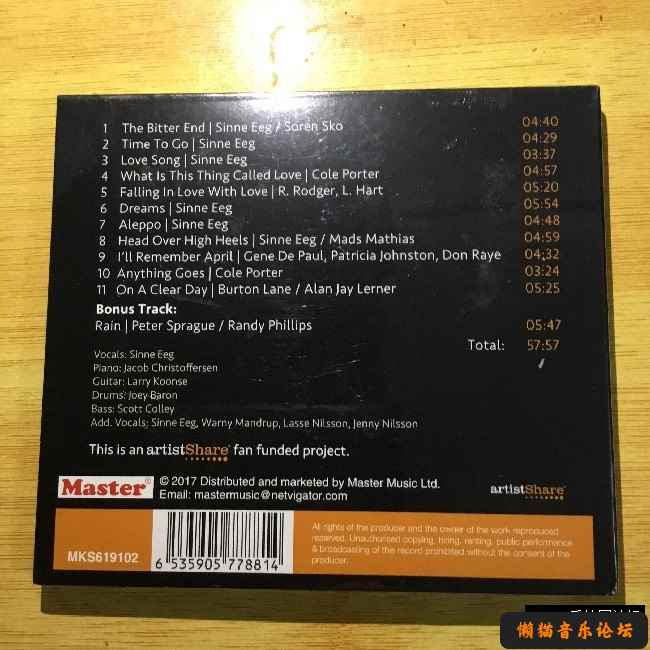 1 The Bitter End | Sinne Eeg / Soren Sko 04:40
2 Time To Go | Sinne Eeg 04:29
3 Love Song | Sinne Eeg 03:37
4 What Is This Thing Called Love | Cole Porter 04:57
5 Falling In Love With Love | R. Rodger, L. Hart 05:20
6 Dreams | Sinne Eeg 05:54
7 Aleppo | Sinne Eeg 04:48
8 Head Over High Heels | Sinne Eeg / Mads Mathias 04:59
9 I'll Remember April | Gene De Paul, Patricia Johnston, Don Raye 04:32
10 Anything Goes | Cole Porter 03:24
11 On A Clear Day | Burton Lane / Alan Jay Lerner 05:25
Bonus Track:
Rain | Peter Sprague / Randy Phillips 05:47
Total: 57:57
Vocals: Sinne Eeg
Piano: Jacob Christoffersen
Guitar: Larry Koonse
Drums: Joey Baron
Bass: Scott Colley
Add. Vocals: Sinne Eeg, Warny Mandrup, Lasse Nilsson, Jenny Nilsson
This is an artistShare fan funded project.
Master® © 2017 Distributed and marketed by Master Music Ltd.
Email: mastermusic@netvigator.com
artistShare
MKS619102
6 535905 778814
All rights of the producer and the owner of the work reproduced
reserved. Unauthorised copying, hiring, renting, public performance
& broadcasting of the record prohibited without the consent of the
producer.
懒猫音乐论坛